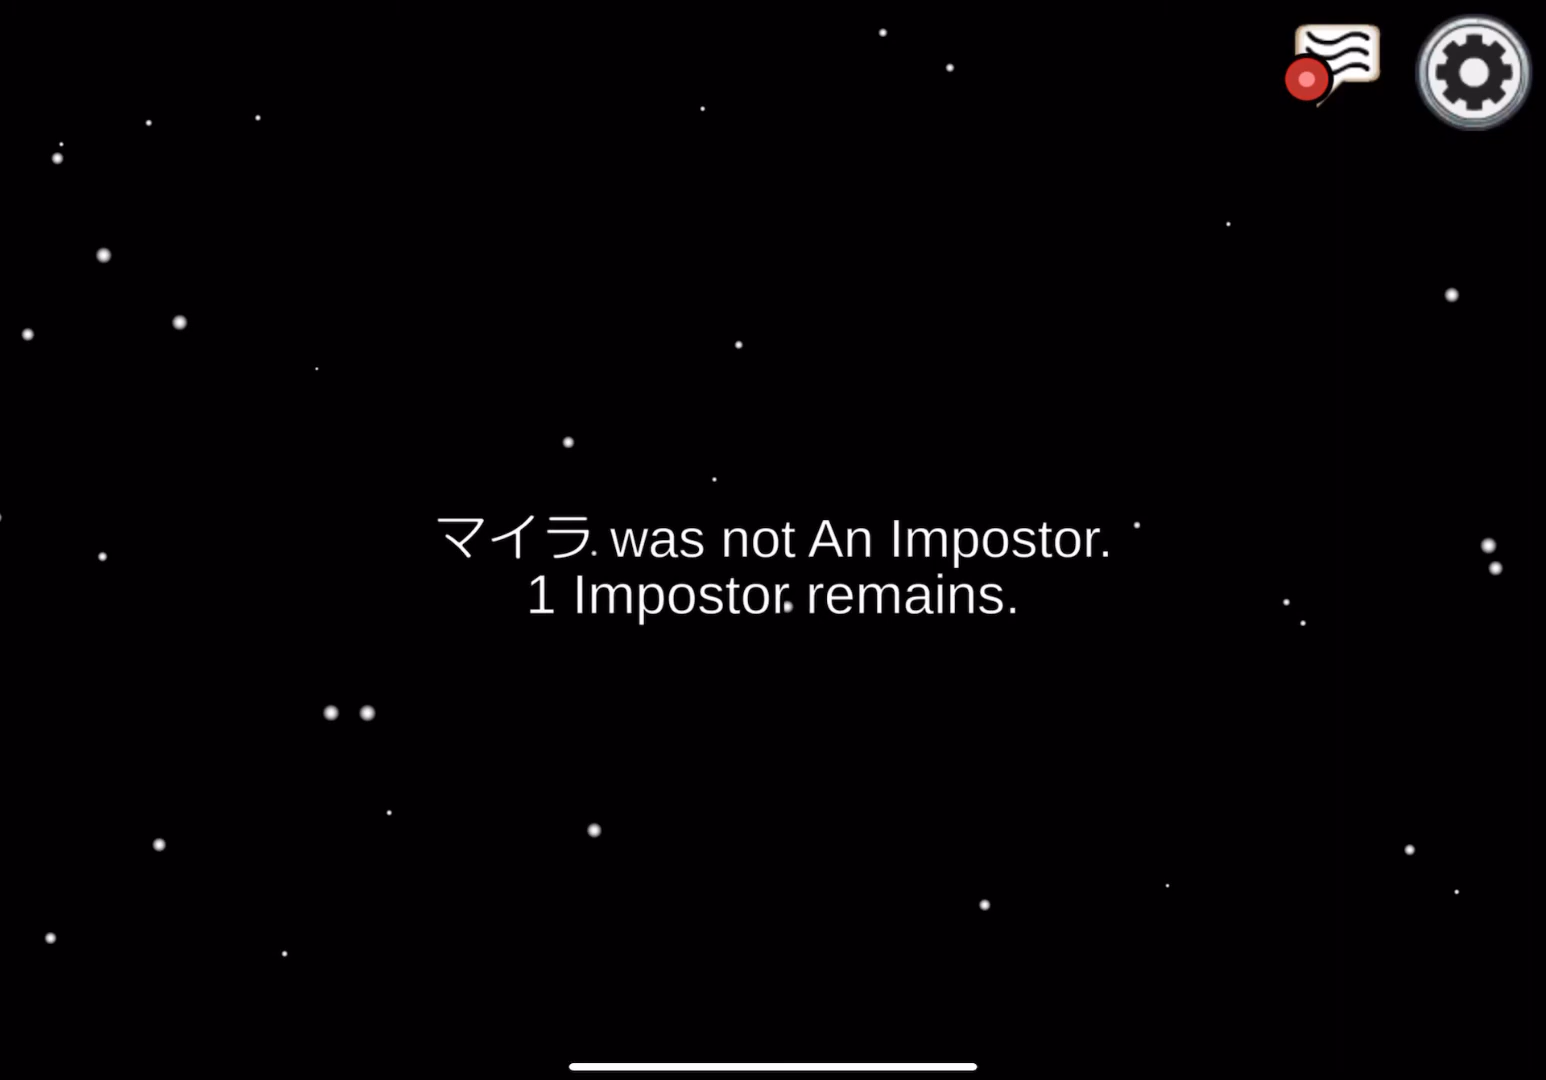 マイラ was not An Impostor.
1 Impostor remains.